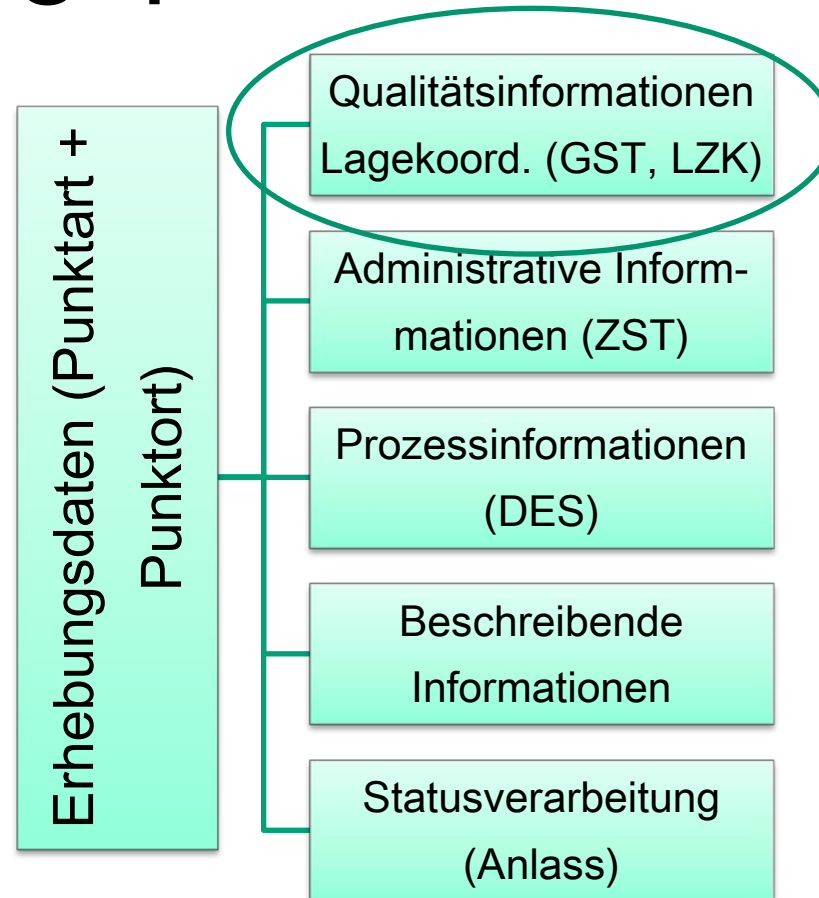 Erhebungsdaten (Punktart +
Punktort)
Qualitätsinformationen
Lagekoord. (GST, LZK)
Administrative Inform-
mationen (ZST)
Prozessinformationen
(DES)
Beschreibende
Informationen
Statusverarbeitung
(Anlass)